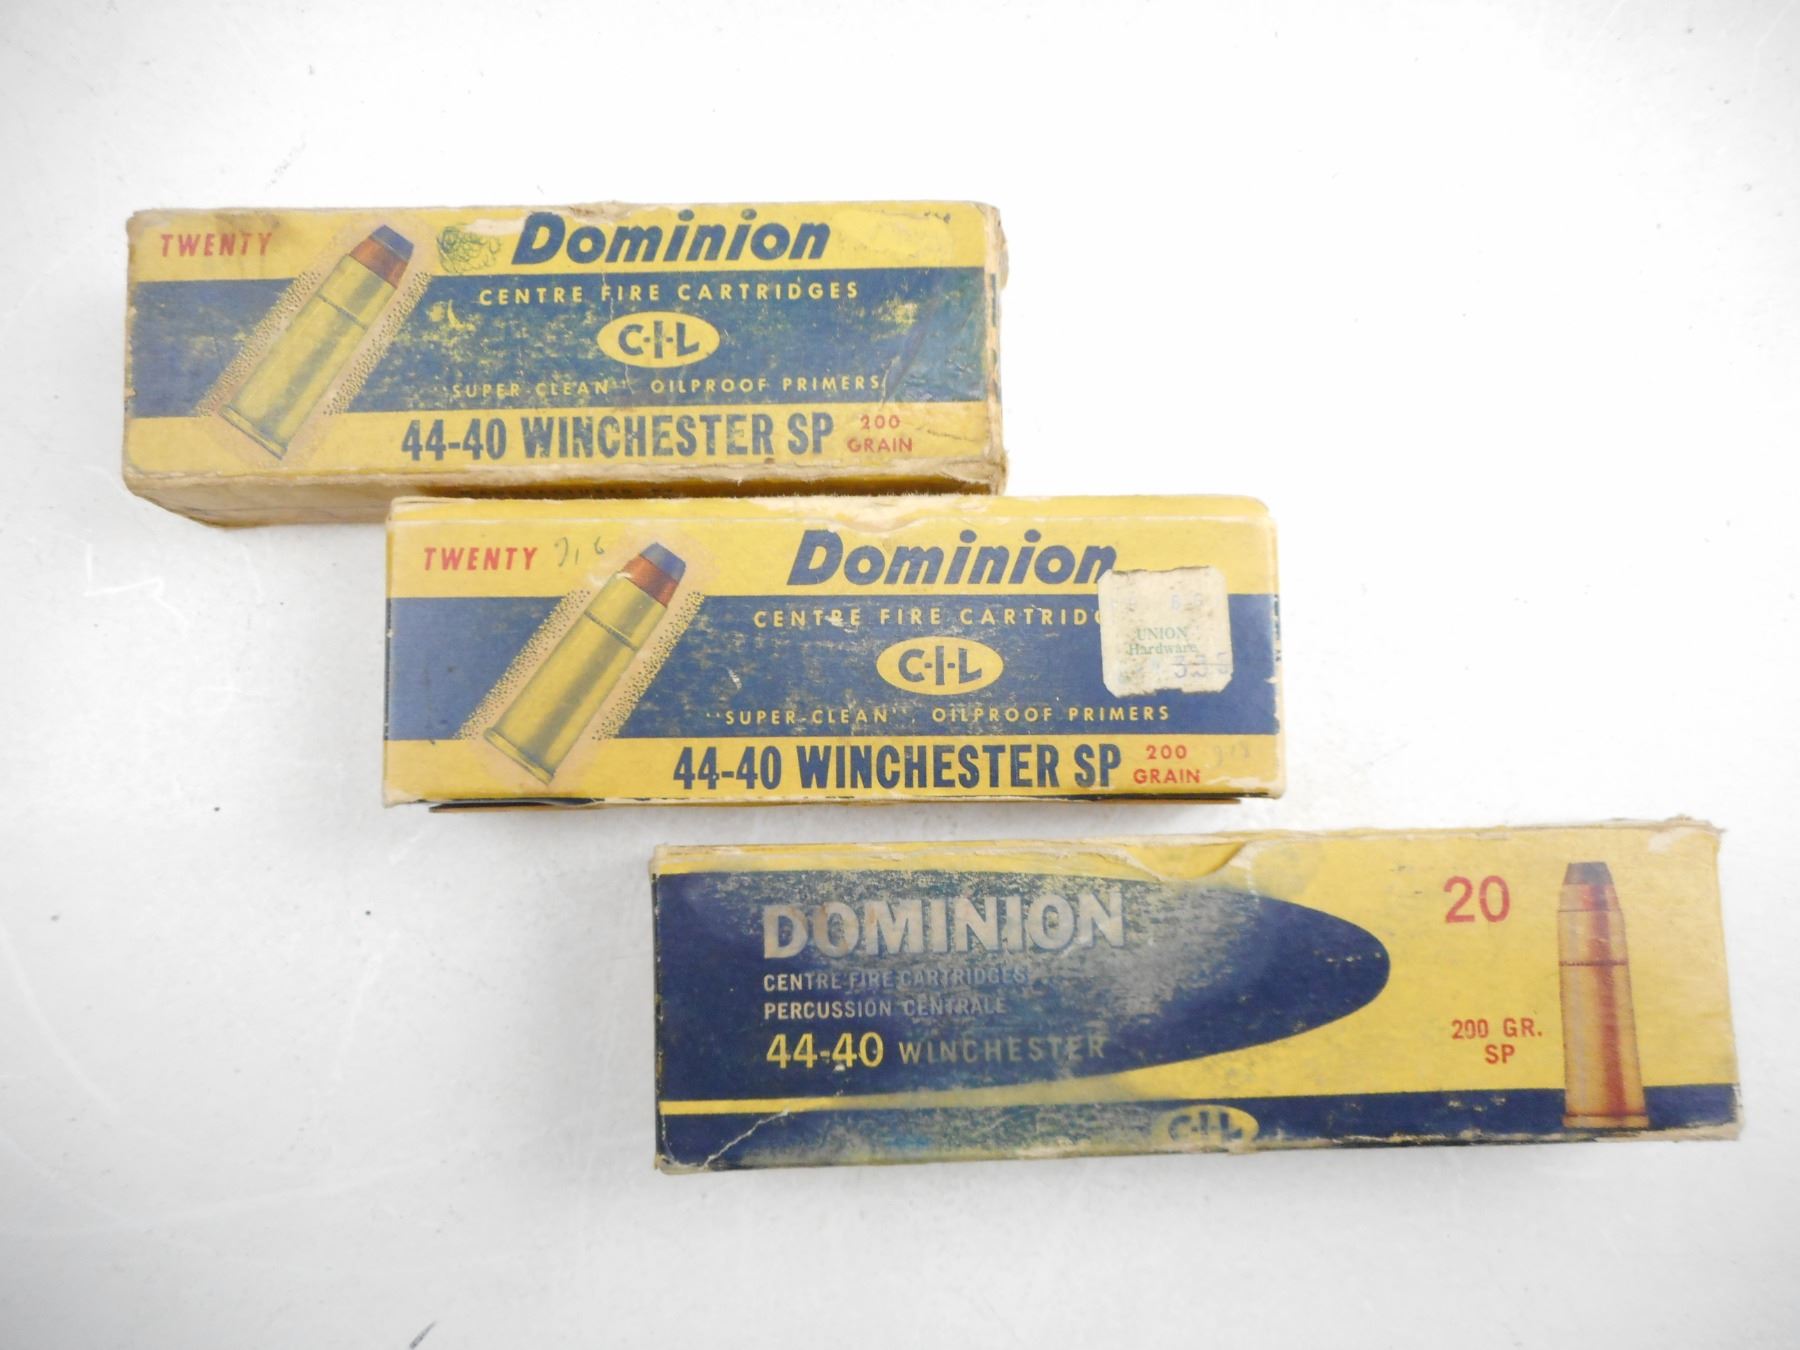 TWENTY
Dominion
CENTRE FIRE CARTRIDGES
C-I-L
"SUPER-CLEAN" OILPROOF PRIMERS
44-40 WINCHESTER SP 200 GRAIN
TWENTY
Dominion
CENTRE FIRE CARTRIDG
C-I-L
"SUPER-CLEAN" OILPROOF PRIMERS
44-40 WINCHESTER SP 200 GRAIN
UNION
Hardware
335
DOMINION
CENTRE FIRE CARTRIDGES
PERCUSSION CENTRALE
44-40 WINCHESTER
20
200 GR.
SP
C-I-L